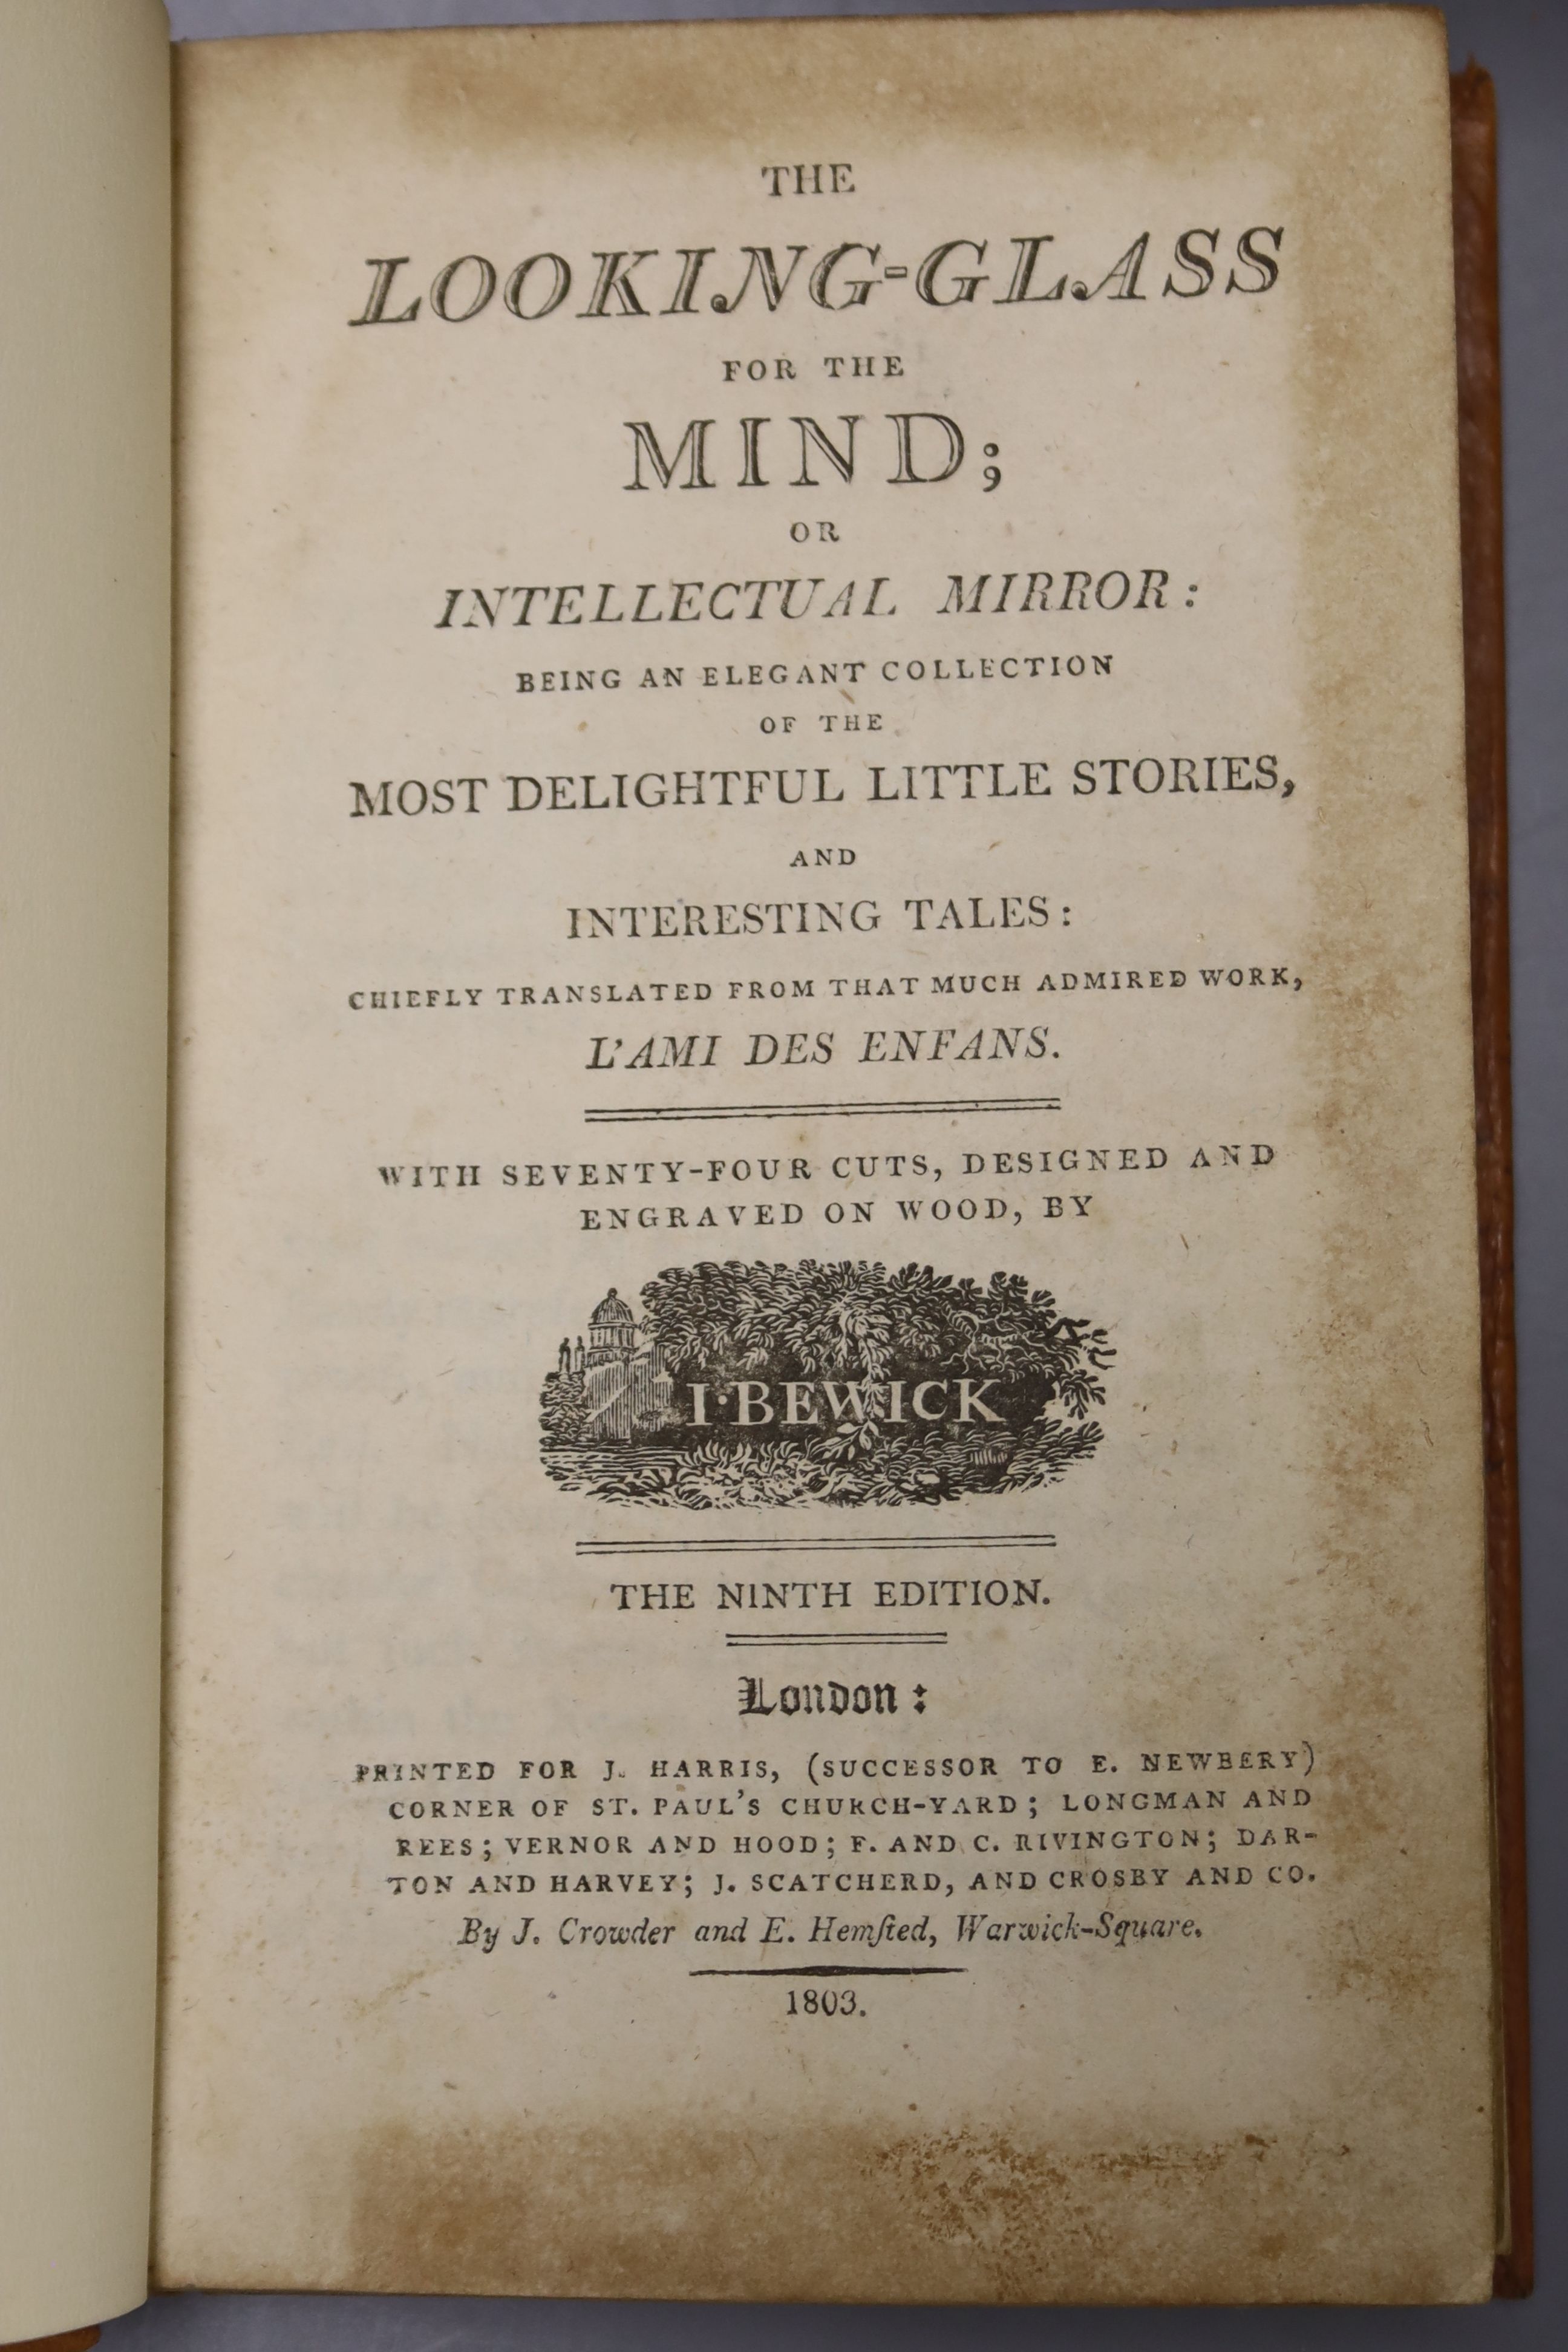 THE
LOOKING-GLASS
FOR THE
MIND;
OR
INTELLECTUAL MIRROR:
BEING AN ELEGANT COLLECTION
OF THE
MOST DELIGHTFUL LITTLE STORIES,
AND
INTERESTING TALES:
CHIEFLY TRANSLATED FROM THAT MUCH ADMIRED WORK,
L'AMI DES ENFANS.
WITH SEVENTY-FOUR CUTS, DESIGNED AND
ENGRAVED ON WOOD, BY
I·BEWICK
THE NINTH EDITION.
London:
PRINTED FOR J. HARRIS, (SUCCESSOR TO E. NEWBERY)
CORNER OF ST. PAUL'S CHURCH-YARD; LONGMAN AND
REES; VERNOR AND HOOD; F. AND C. RIVINGTON; DAR-
TON AND HARVEY; J. SCATCHERD, AND CROSBY AND CO.
By J. Crowder and E. Hemſted, Warwick-Square.
1803.